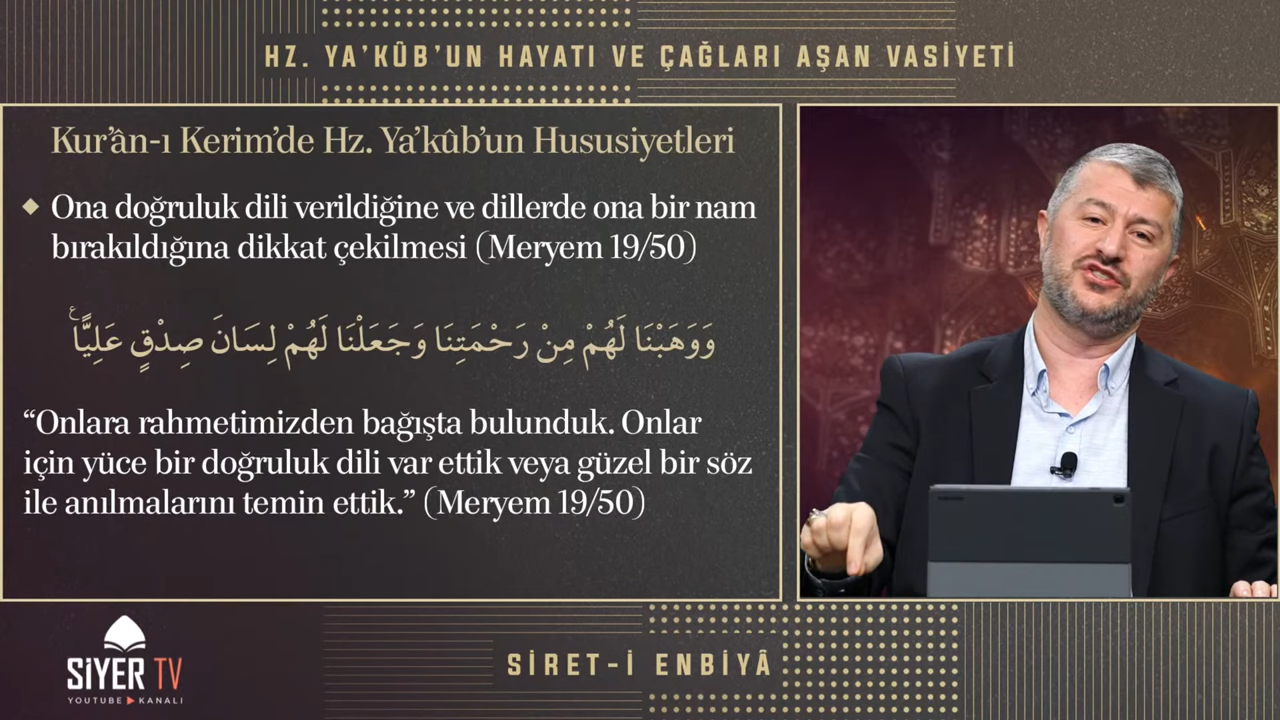 HZ. YA’KÛB’UN HAYATI VE ÇAĞLARI AŞAN VASİYETİ
Kur’ân-ı Kerim’de Hz. Ya’kûb’un Hususiyetleri
Ona doğruluk dili verildiğine ve dillerde ona bir nam
bırakıldığına dikkat çekilmesi (Meryem 19/50)
وَوَهَبْنَا لَهُمْ مِنْ رَحْمَتِنَا وَجَعَلْنَا لَهُمْ لِسَانَ صِدْقٍ عَلِيًّاۚ ع
“Onlara rahmetimizden bağışta bulunduk. Onlar
için yüce bir doğruluk dili var ettik veya güzel bir söz
ile anılmalarını temin ettik.” (Meryem 19/50)
SİYER TV
YOUTUBE KANALI
SİRET-İ ENBİYÂ